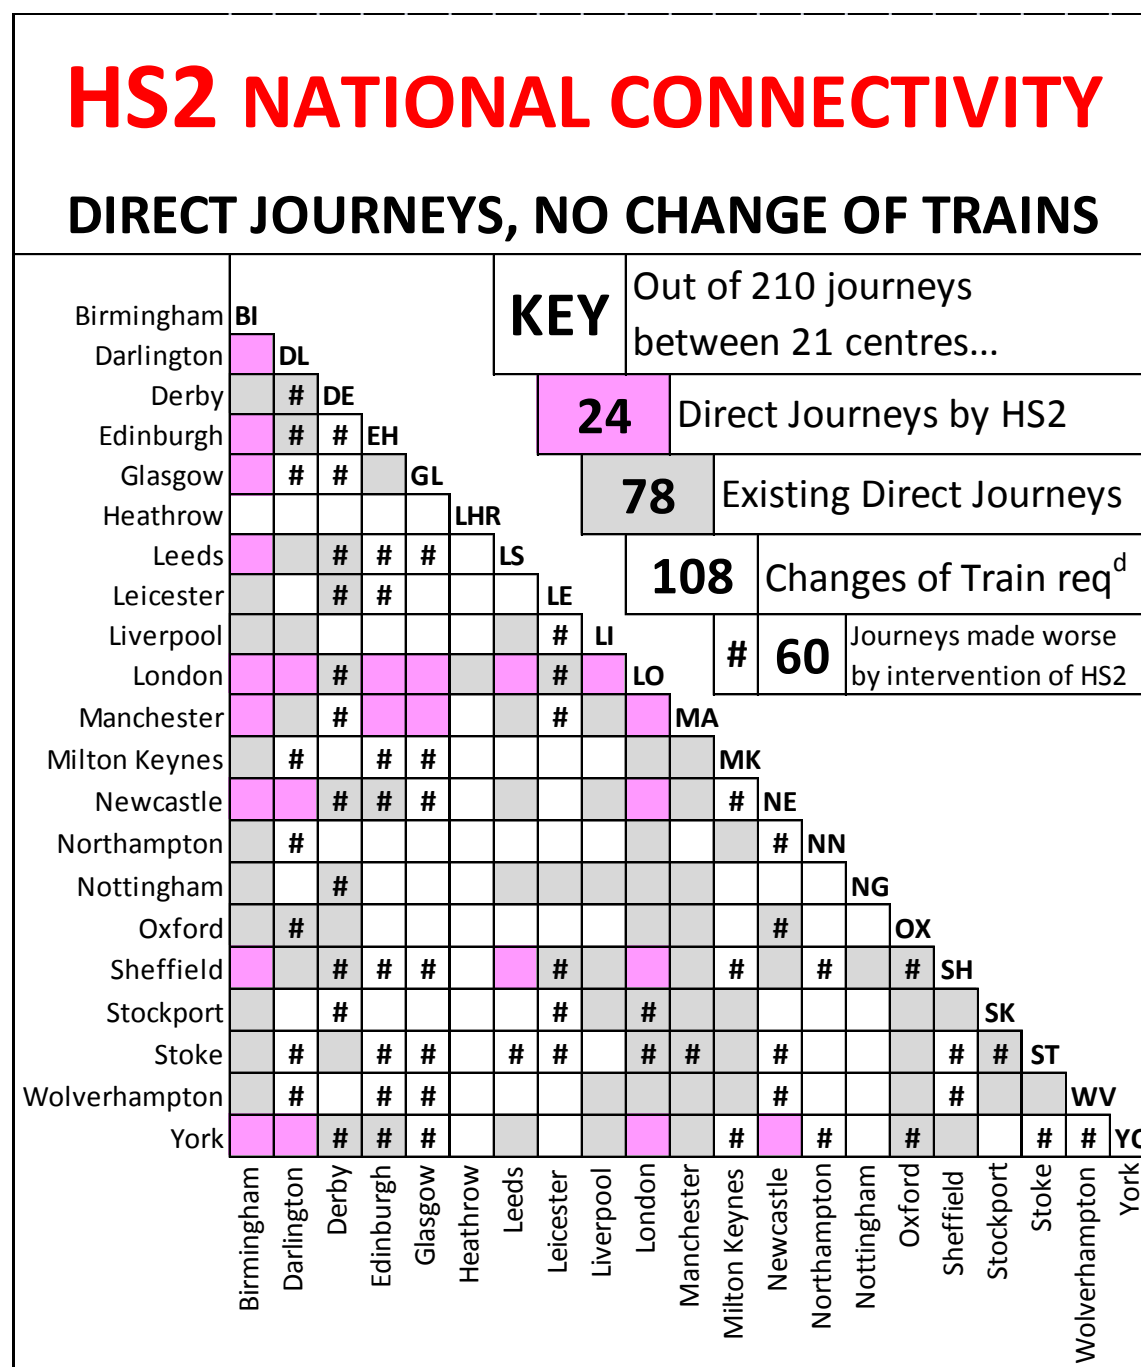 HS2 NATIONAL CONNECTIVITY
DIRECT JOURNEYS, NO CHANGE OF TRAINS
KEY
Out of 210 journeys
between 21 centres...
24 Direct Journeys by HS2
78 Existing Direct Journeys
108 Changes of Train reqd
# 60 Journeys made worse
by intervention of HS2
Birmingham BI
Darlington DL
Derby # DE
Edinburgh # # EH
Glasgow # # GL
Heathrow LHR
Leeds # # # LS
Leicester # # LE
Liverpool # LI
London # # LO
Manchester # # MA
Milton Keynes # # # MK
Newcastle # # # # NE
Northampton # # NN
Nottingham # NG
Oxford # # OX
Sheffield # # # # # # # SH
Stockport # # # SK
Stoke # # # # # # # # # # ST
Wolverhampton # # # # # WV
York # # # # # # # # YO
Birmingham
Darlington
Derby
Edinburgh
Glasgow
Heathrow
Leeds
Leicester
Liverpool
London
Manchester
Milton Keynes
Newcastle
Northampton
Nottingham
Oxford
Sheffield
Stockport
Stoke
Wolverhampton
York